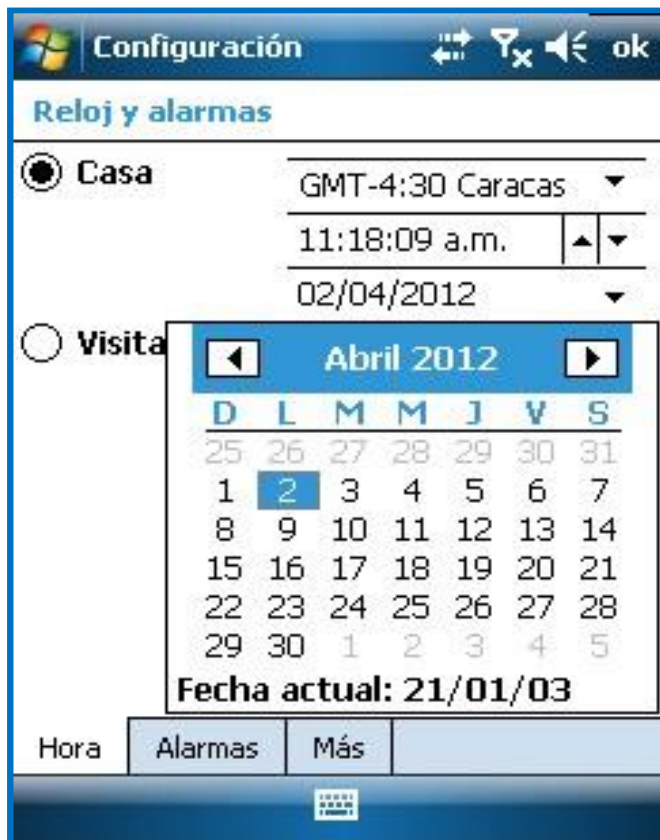 Configuración ok
Reloj y alarmas
Casa
GMT-4:30 Caracas
11:18:09 a.m.
02/04/2012
Visita
Abril 2012
D L M M J V S
25 26 27 28 29 30 31
1 2 3 4 5 6 7
8 9 10 11 12 13 14
15 16 17 18 19 20 21
22 23 24 25 26 27 28
29 30 1 2 3 4 5
Fecha actual: 21/01/03
Hora Alarmas Más